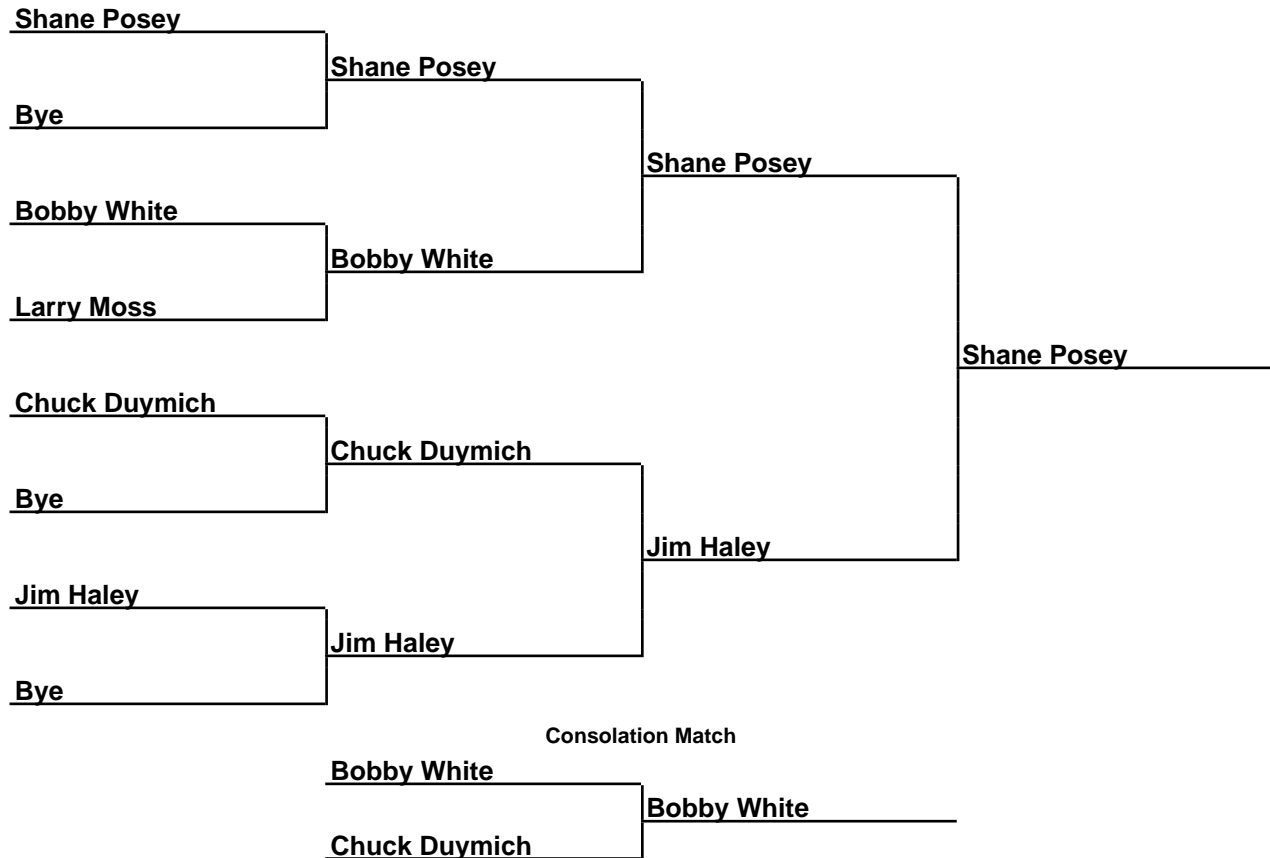 Shane Posey
Shane Posey
Bye
Shane Posey
Bobby White
Bobby White
Larry Moss
Shane Posey
Chuck Duymich
Chuck Duymich
Bye
Jim Haley
Jim Haley
Jim Haley
Bye
Consolation Match
Bobby White
Bobby White
Chuck Duymich